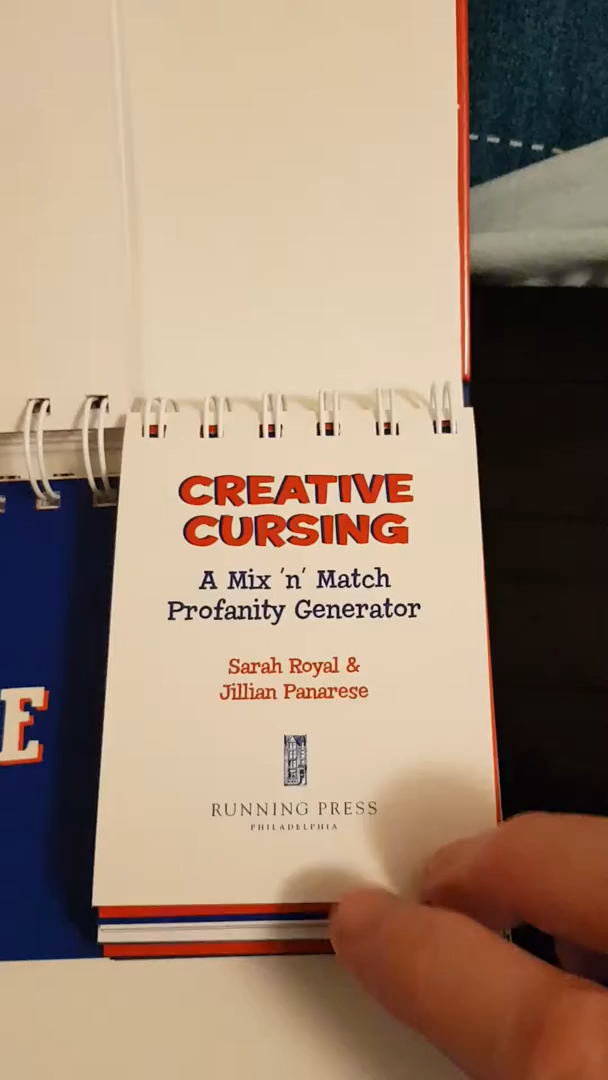 CREATIVE
CURSING
A Mix 'n' Match
Profanity Generator
Sarah Royal &
Jillian Panarese
RUNNING PRESS
PHILADELPHIA
E